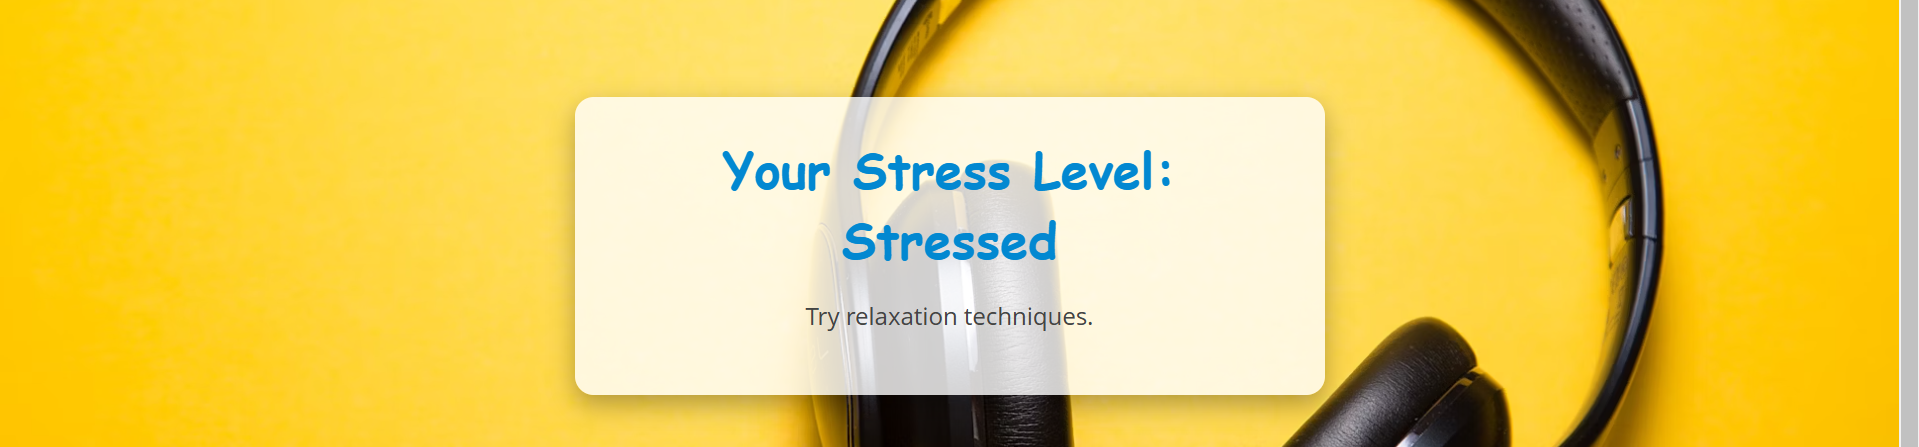 Your Stress Level:
Stressed
Try relaxation techniques.